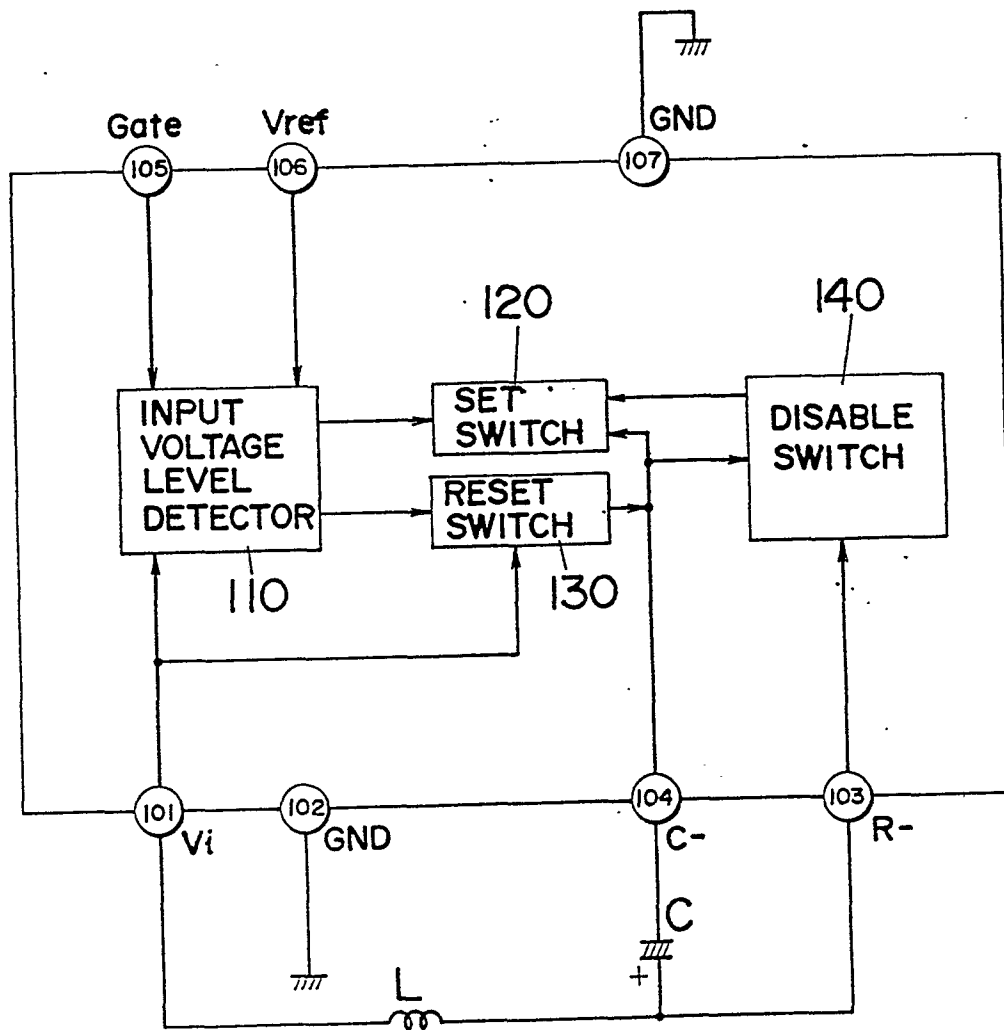 GND
107
Gate
Vref
105
106
120
140
INPUT
VOLTAGE
LEVEL
DETECTOR
SET
SWITCH
DISABLE
SWITCH
RESET
SWITCH
110
130
101
102
104
103
Vi
GND
C-
R-
C
+
L